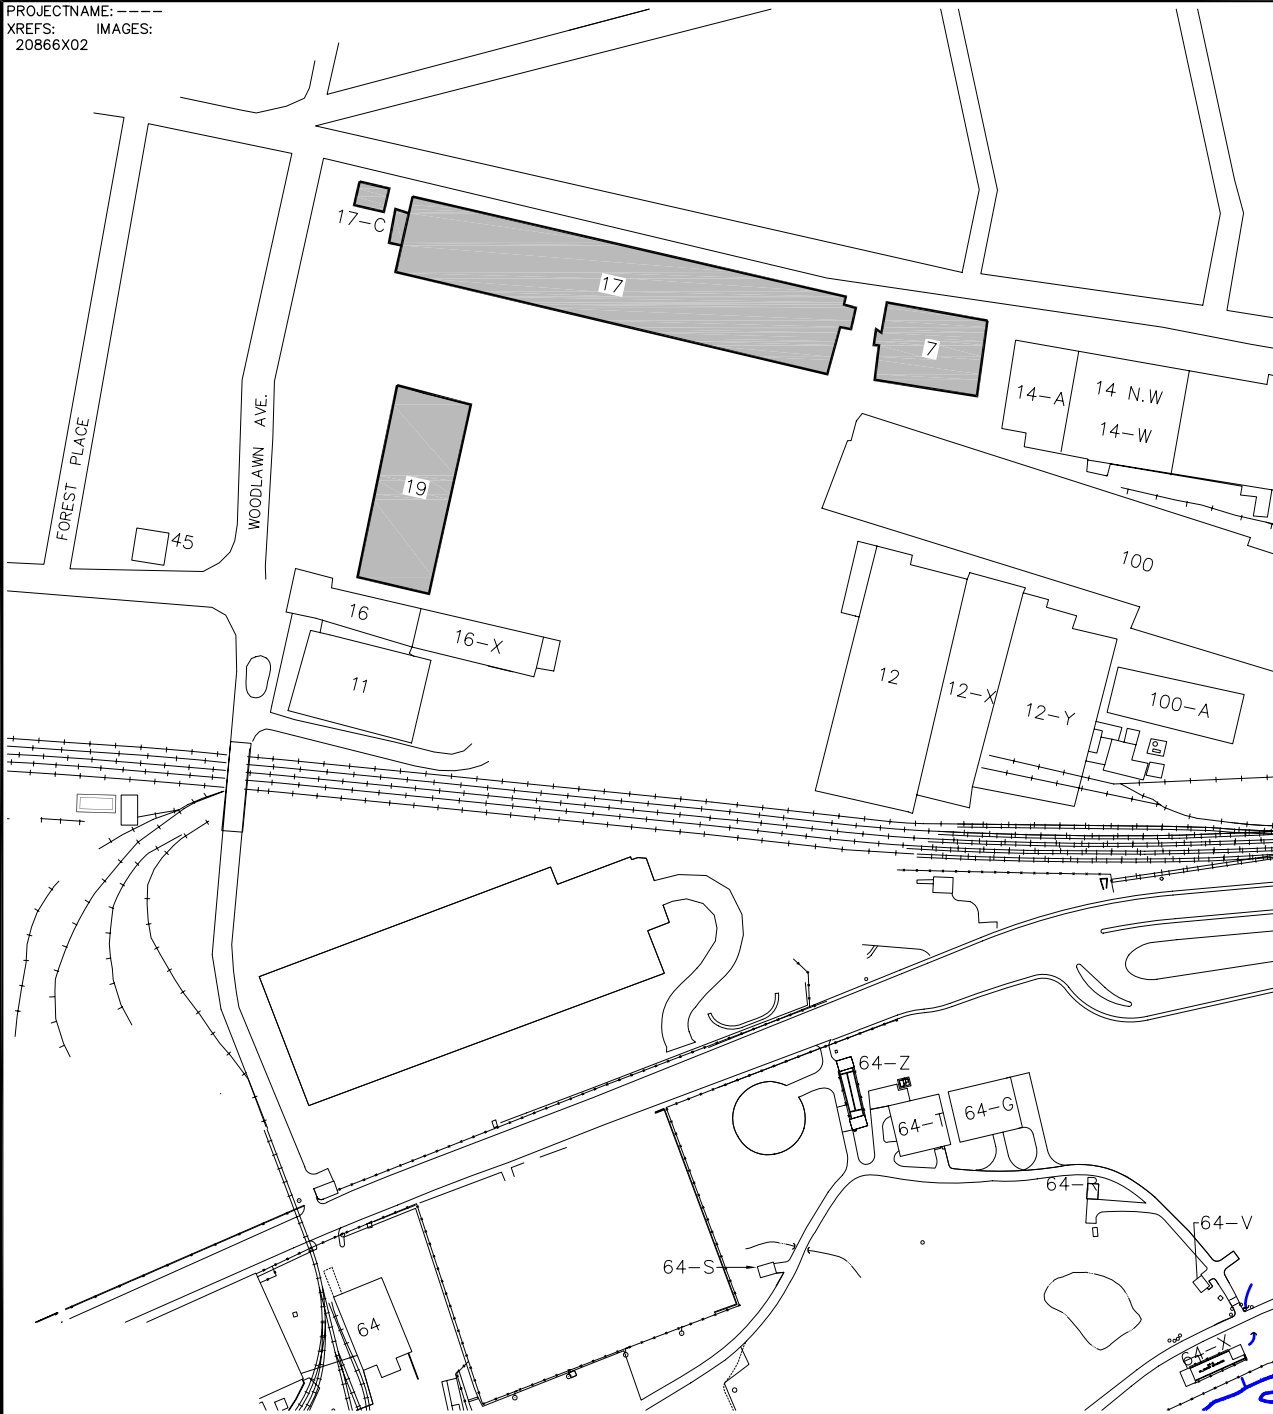 PROJECTNAME: ----
XREFS: IMAGES:
20866X02
17-C
17
7
14-A
14 N.W
14-W
19
FOREST PLACE
WOODLAWN AVE.
45
100
16
16-X
11
12
12-X
12-Y
100-A
64-Z
64-T
64-G
64-R
64-V
64-S
64
64-X